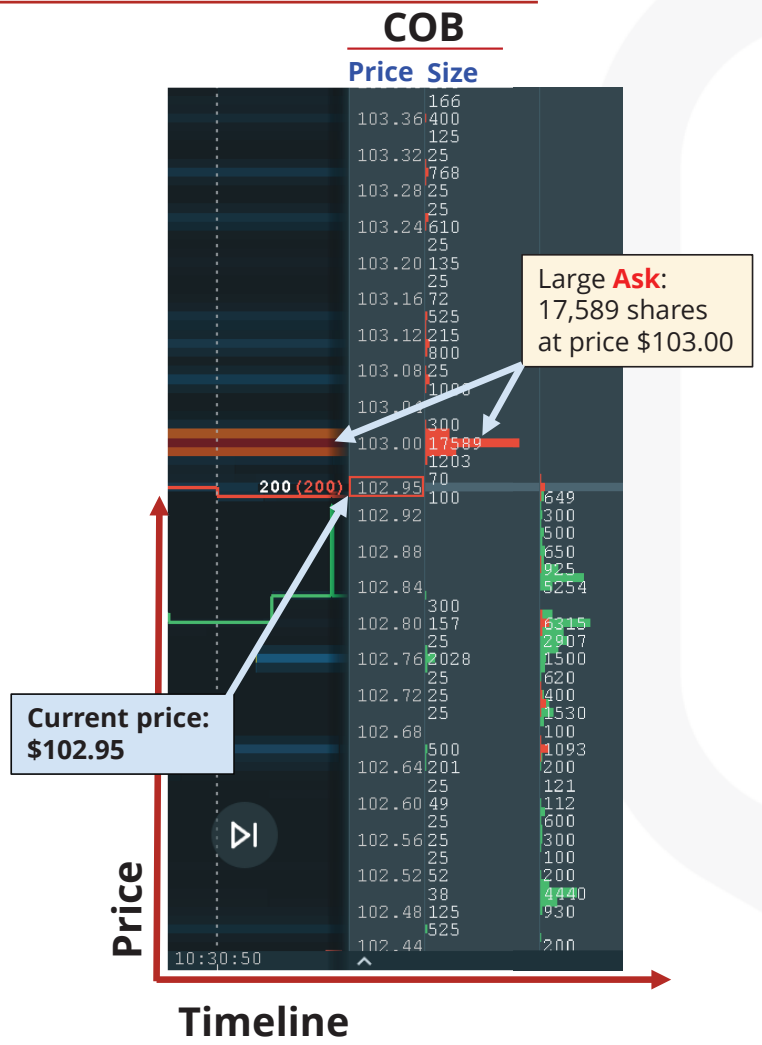 COB
Price Size
166
103.36 400
125
103.32 25
768
103.28 25
25
103.24 610
25
103.20 135
25
103.16 72
525
103.12 215
800
103.08 25
103.04
300
103.00 17589
1203
Large Ask:
17,589 shares
at price $103.00
70
200 (200) 102.95
100 649
102.92 300
500
102.88 650
925
102.84 5254
300
102.80 157 6315
25 2907
102.76 2028 1500
25 620
102.72 25 400
25 1530
102.68 100
500 1093
102.64 201 200
25 121
102.60 49 112
25 600
102.56 25 300
25 100
102.52 52 200
38 4440
102.48 125 930
525
102.44 200
Current price:
$102.95
10:30:50
Price
Timeline